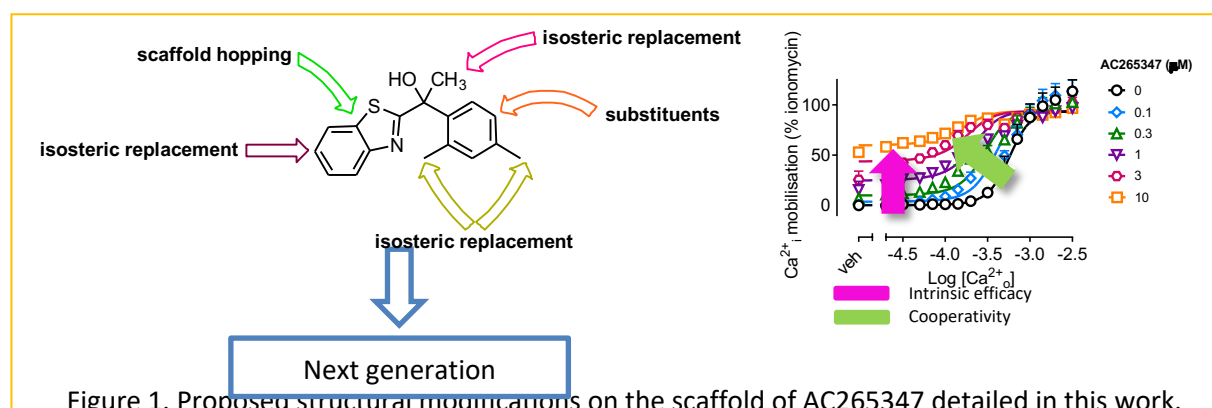 isosteric replacement
scaffold hopping
HO CH3
S
substituents
isosteric replacement
N
isosteric replacement
Next generation
AC265347 (µM)
0
0.1
0.3
1
3
10
Ca2+i mobilisation (% ionomycin)
100
50
0
veh -4.5 -4.0 -3.5 -3.0 -2.5
Log [Ca2+o]
Intrinsic efficacy
Cooperativity
Figure 1. Proposed structural modifications on the scaffold of AC265347 detailed in this work.